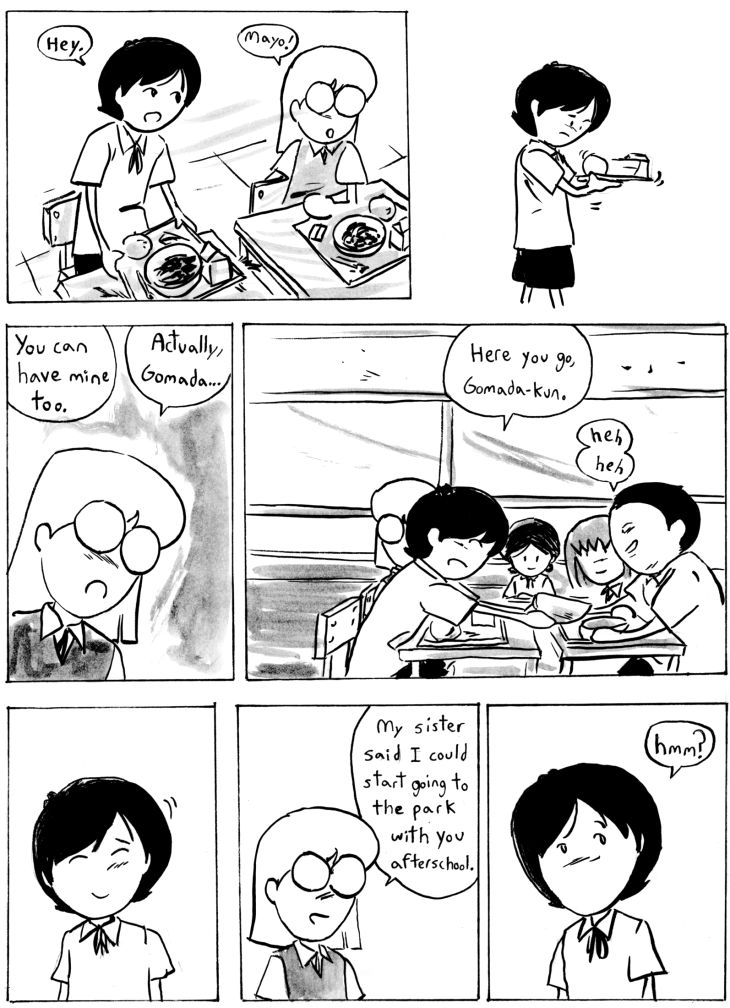 Mayo!
Hey.
Here you go,
Gomada-kun.
heh
heh
Actually,
Gomada...
You can
have mine
too.
hmm?
My sister
said I could
start going to
the park
with you
afterschool.